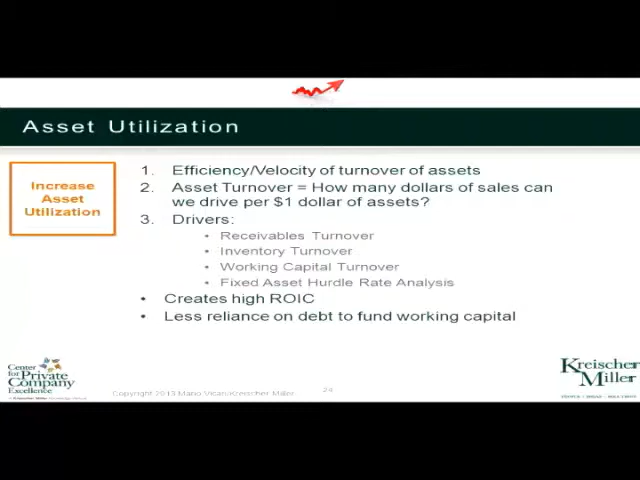 Asset Utilization
Increase
Asset
Utilization
1. Efficiency/Velocity of turnover of assets
2. Asset Turnover = How many dollars of sales can
we drive per $1 dollar of assets?
3. Drivers:
• Receivables Turnover
• Inventory Turnover
• Working Capital Turnover
• Fixed Asset Hurdle Rate Analysis
• Creates high ROIC
• Less reliance on debt to fund working capital
Center
for Private
Company
Excellence
Copyright 2013 Mario Vicari/Kreischer Miller
24
Kreischer
Miller